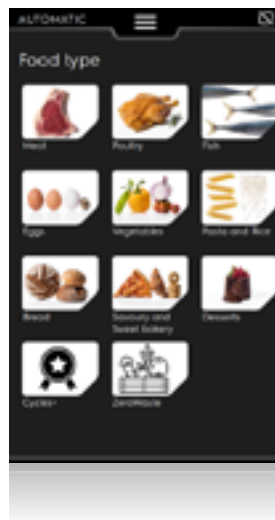 AUTOMATIC
Food type
Meat
Poultry
Fish
Eggs
Vegetables
Pasta and Rice
Bread
Savoury and
Sweet bakery
Desserts
Cycles+
ZeroWaste